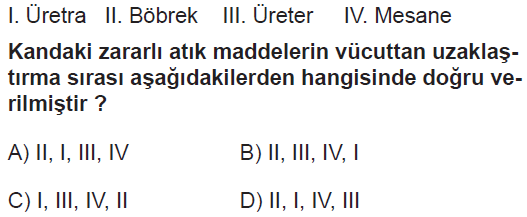 I. Üretra II. Böbrek III. Üreter IV. Mesane
Kandaki zararlı atık maddelerin vücuttan uzaklaş-
tırma sırası aşağıdakilerden hangisinde doğru ve-
rilmiştir ?
A) II, I, III, IV B) II, III, IV, I
C) I, III, IV, II D) II, I, IV, III